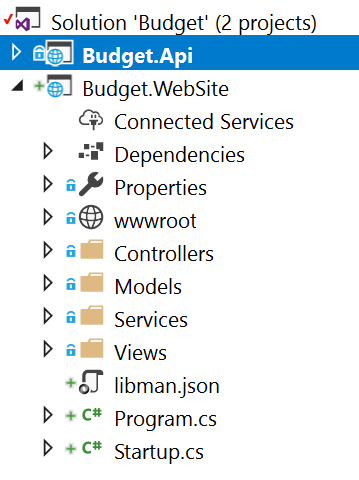 Solution 'Budget' (2 projects)
Budget.Api
Budget.WebSite
Connected Services
Dependencies
Properties
wwwroot
Controllers
Models
Services
Views
libman.json
C# Program.cs
C# Startup.cs